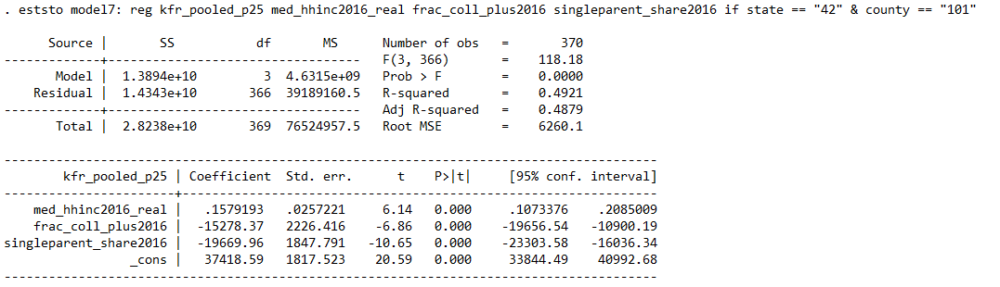 . eststo model7: reg kfr_pooled_p25 med_hhinc2016_real frac_coll_plus2016 singleparent_share2016 if state == "42" & county == "101"
      Source |       SS           df       MS      Number of obs   =       370
-------------+----------------------------------   F(3, 366)       =    118.18
       Model |  1.3894e+10         3  4.6315e+09   Prob > F        =    0.0000
    Residual |  1.4343e+10       366  39189160.5   R-squared       =    0.4921
-------------+----------------------------------   Adj R-squared   =    0.4879
       Total |  2.8238e+10       369  76524957.5   Root MSE        =    6260.1
----------------------------------------------------------------------------------------
        kfr_pooled_p25 | Coefficient  Std. err.      t    P>|t|     [95% conf. interval]
-----------------------+----------------------------------------------------------------
    med_hhinc2016_real |   .1579193   .0257221     6.14   0.000     .1073376    .2085009
    frac_coll_plus2016 |  -15278.37   2226.416    -6.86   0.000    -19656.54   -10900.19
singleparent_share2016 |  -19669.96   1847.791   -10.65   0.000    -23303.58   -16036.34
                 _cons |   37418.59   1817.523    20.59   0.000     33844.49    40992.68
----------------------------------------------------------------------------------------